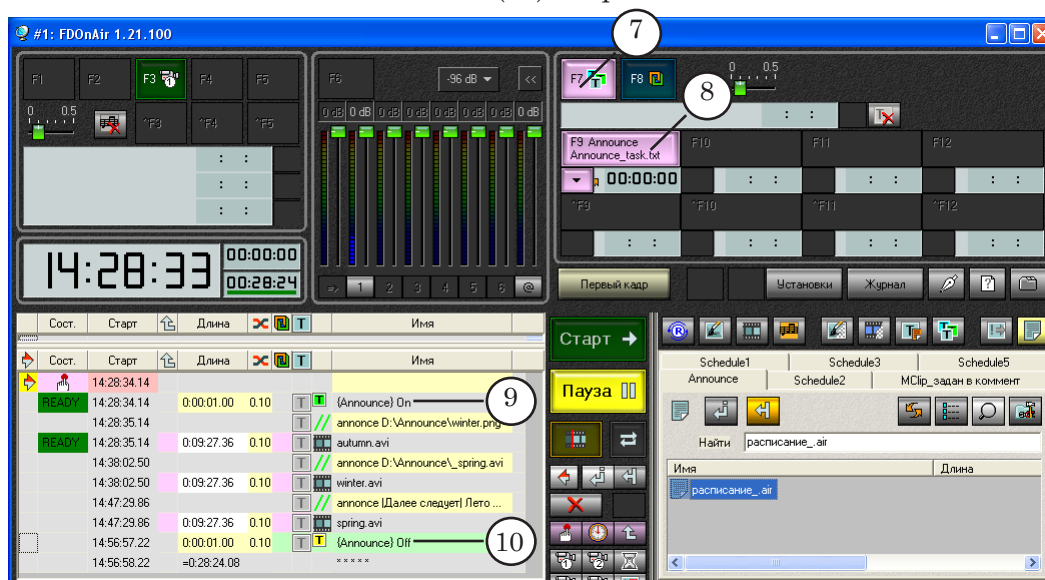 7
#1: FDOnAir 1.21.100
F1 F2 F3 1 F4 F5
0 0.5
^F3 ^F4 ^F5
: :
: :
: :
14:28:33 00:00:00
00:28:24
F6 -96 dB <<
0 dB 0 dB 0 dB 0 dB 0 dB 0 dB 0 dB 0 dB
=> 1 2 3 4 5 6 @
F7 T F8
0 0.5
8
: : T
F9 Announce F10 F11 F12
Announce_task.txt
00:00:00 : : : : : :
^F9 ^F10 ^F11 ^F12
: : : : : : : :
Первый кадр Установки Журнал ?
Сост. Старт Длина T Имя
Сост. Старт Длина T Имя
14:28:34.14
READY 14:28:34.14 0:00:01.00 0.10 T T {Announce} On 9
14:28:35.14 T // annonce D:\Announce\winter.png
READY 14:28:35.14 0:09:27.36 0.10 T autumn.avi
14:38:02.50 T // annonce D:\Announce\_spring.avi
14:38:02.50 0:09:27.36 0.10 T winter.avi
14:47:29.86 T // annonce |Далее следует| Лето ...
14:47:29.86 0:09:27.36 0.10 T spring.avi
14:56:57.22 0:00:01.00 0.10 T T {Announce} Off 10
14:56:58.22 =0:28:24.08 * * * * *
Старт
Пауза
1 2
R
Schedule1 Schedule3 Schedule5
Announce Schedule2 MClip_задан в коммент
Найти расписание_.air
Имя Длина
расписание_.air